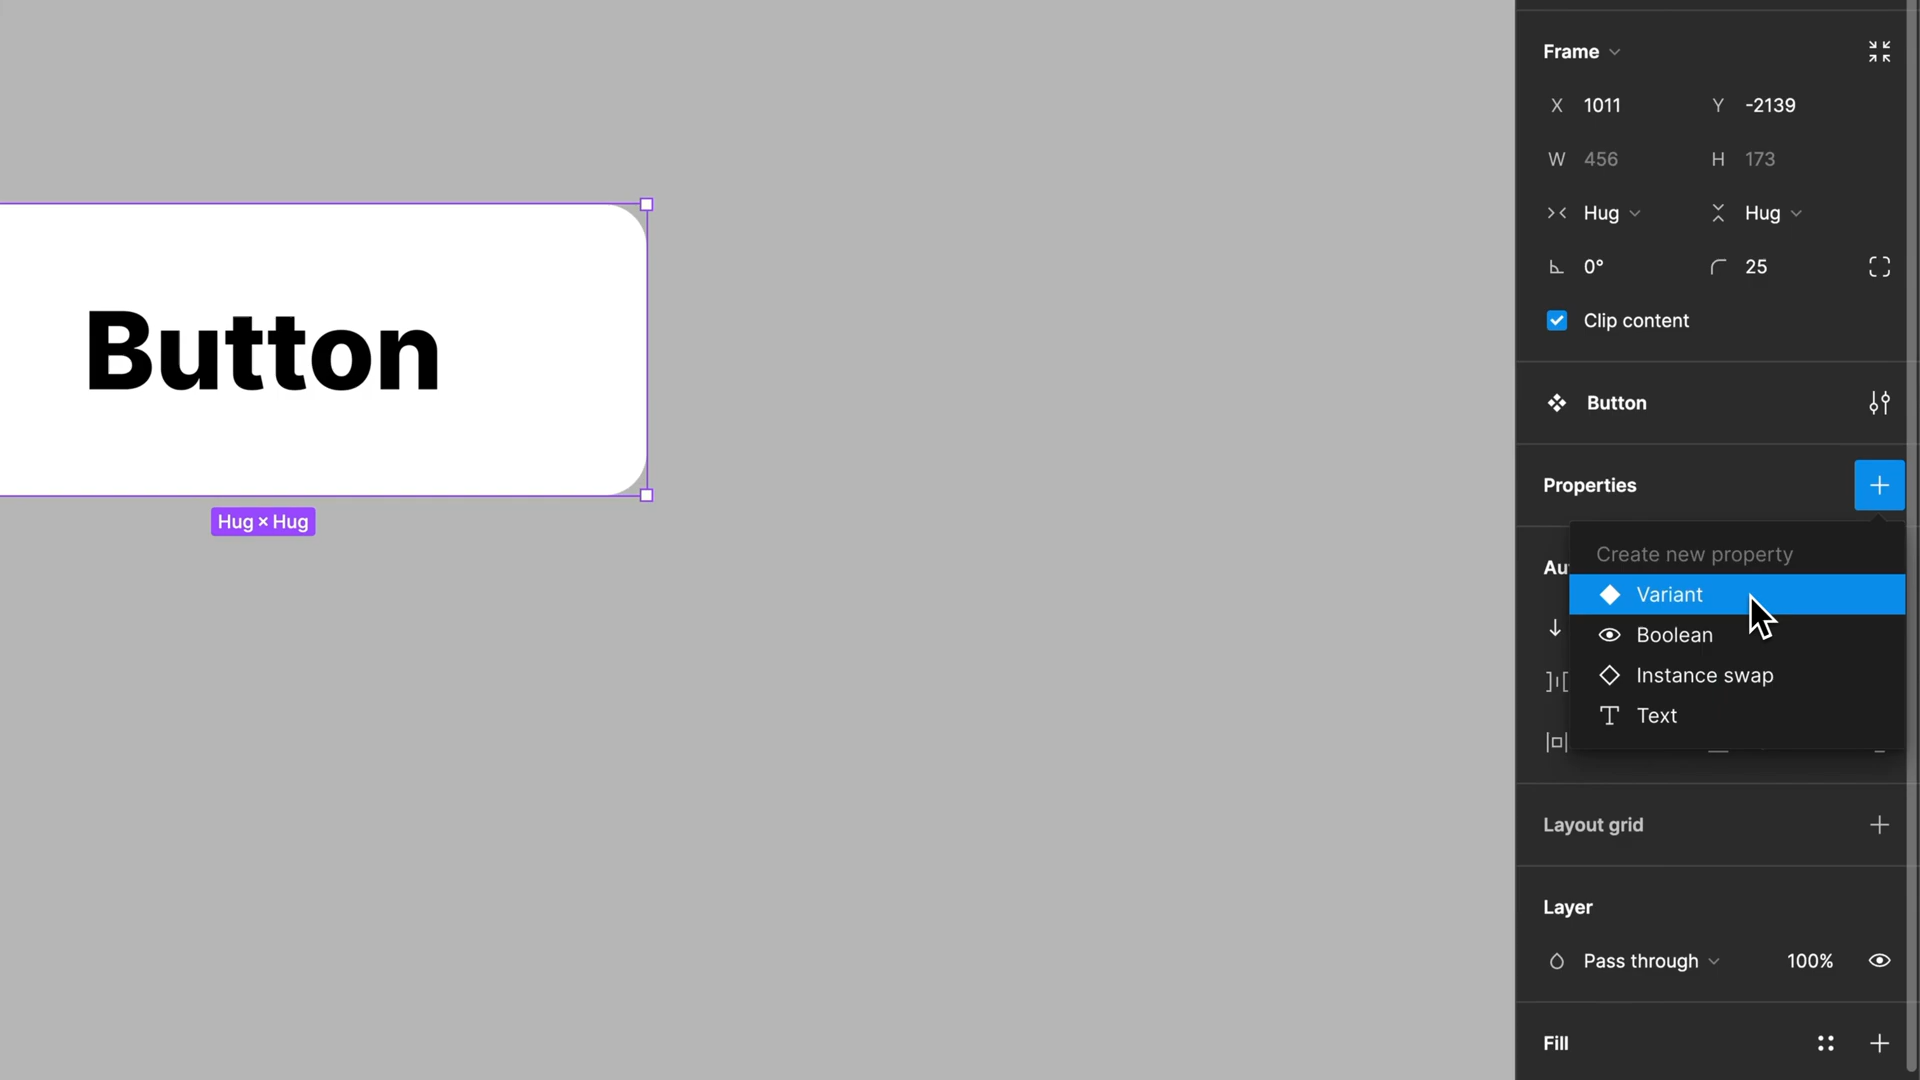 Button
Hug × Hug
Frame
X 1011 Y -2139
W 456 H 173
Hug Hug
0° 25
Clip content
Button
Properties
Create new property
Au
Variant
Boolean
Instance swap
Text
Layout grid
Layer
Pass through 100%
Fill